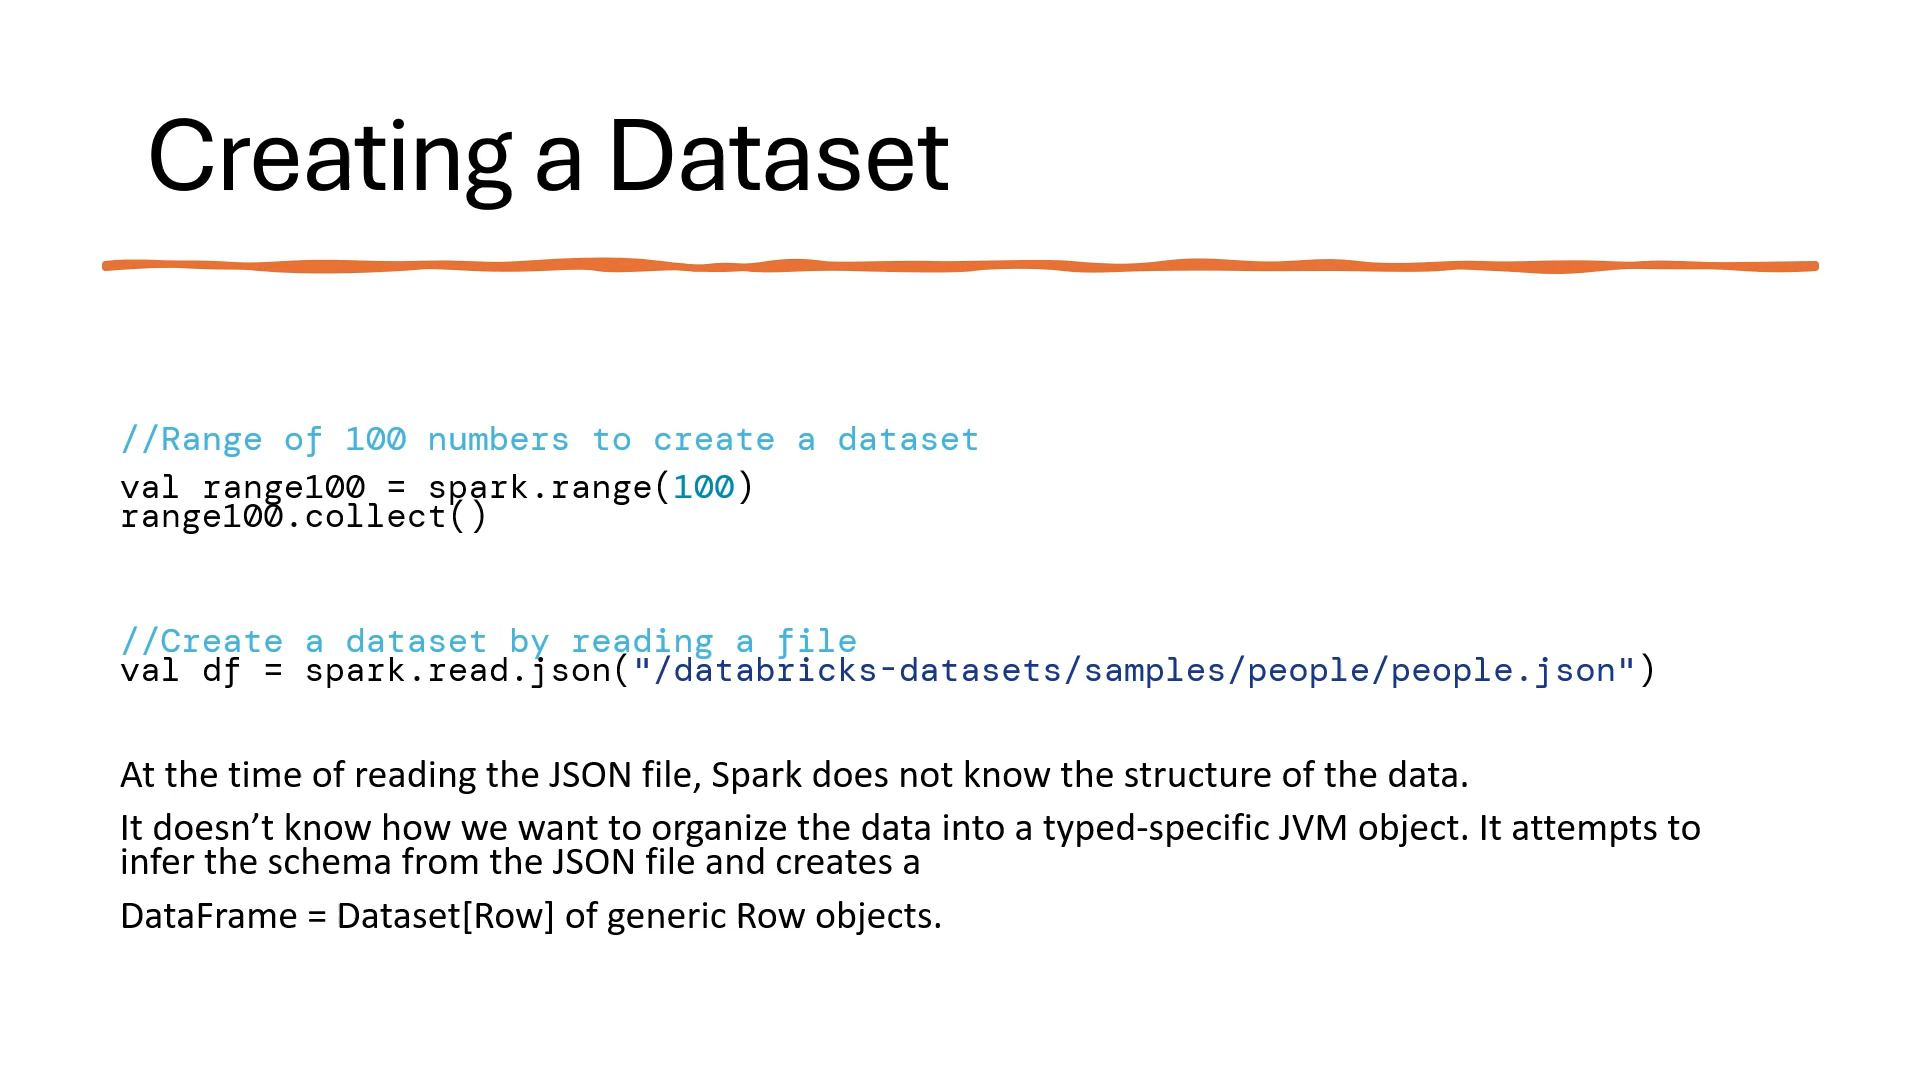 Creating a Dataset
//Range of 100 numbers to create a dataset
val range100 = spark.range(100)
range100.collect()
//Create a dataset by reading a file
val df = spark.read.json("/databricks-datasets/samples/people/people.json")
At the time of reading the JSON file, Spark does not know the structure of the data.
It doesn’t know how we want to organize the data into a typed-specific JVM object. It attempts to
infer the schema from the JSON file and creates a
DataFrame = Dataset[Row] of generic Row objects.